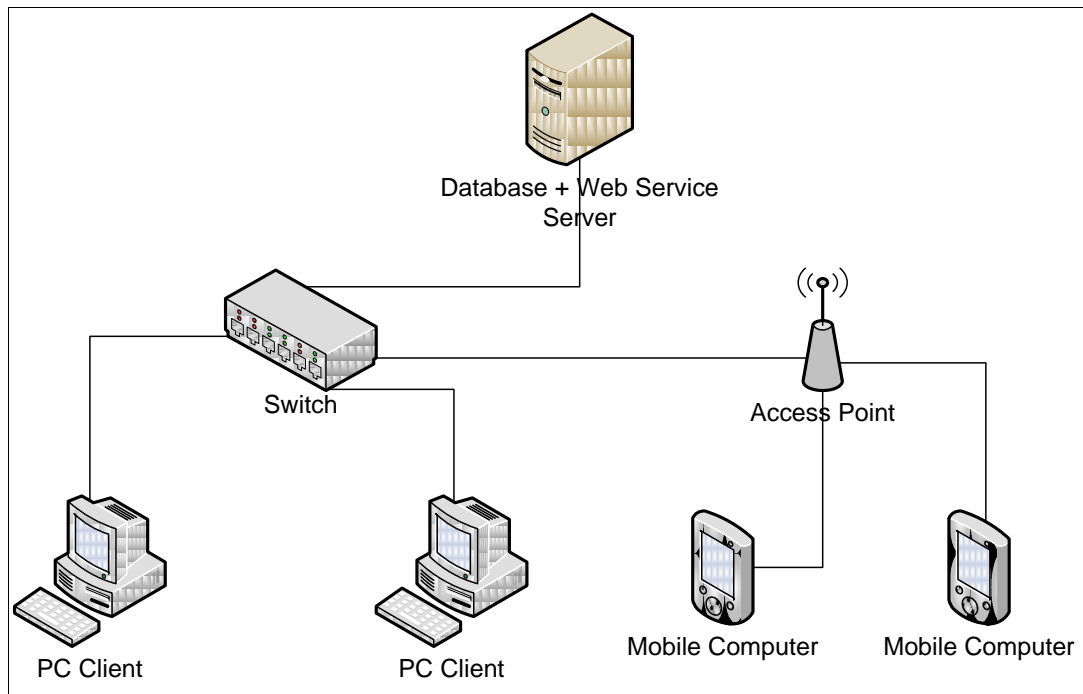 Database + Web Service
Server
Switch
Access Point
Mobile Computer
Mobile Computer
PC Client
PC Client